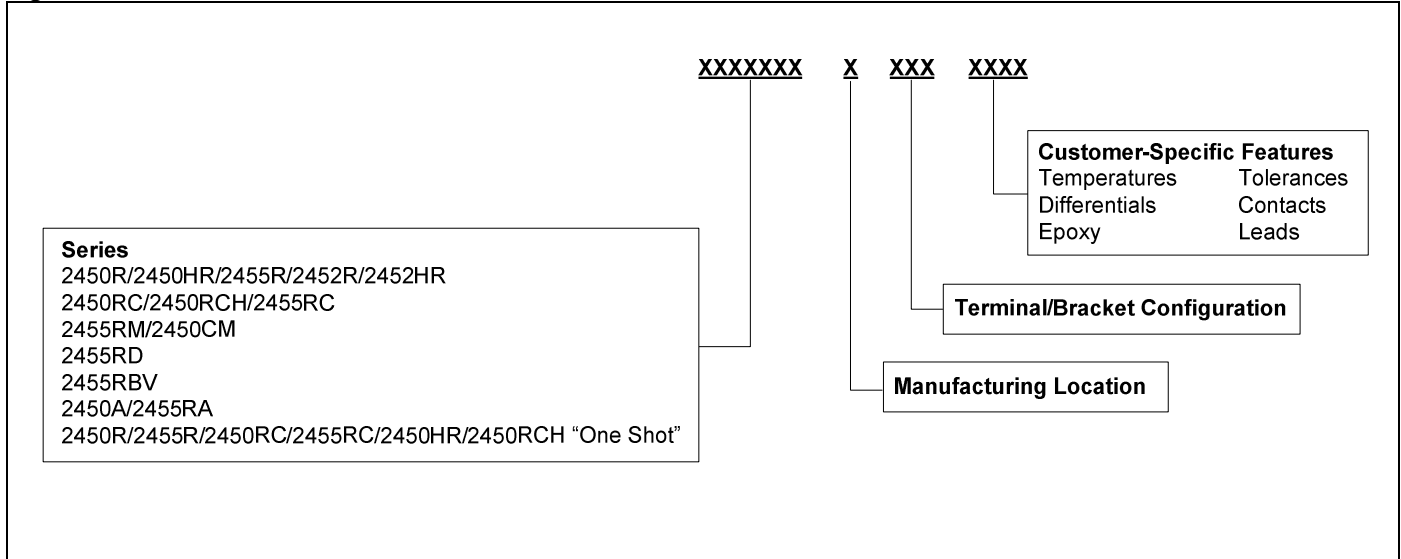 XXXXXXX X XXX XXXX
Customer-Specific Features
Temperatures Tolerances
Differentials Contacts
Epoxy Leads
Series
2450R/2450HR/2455R/2452R/2452HR
2450RC/2450RCH/2455RC
2455RM/2450CM
2455RD
2455RBV
2450A/2455RA
2450R/2455R/2450RC/2455RC/2450HR/2450RCH “One Shot”
Terminal/Bracket Configuration
Manufacturing Location